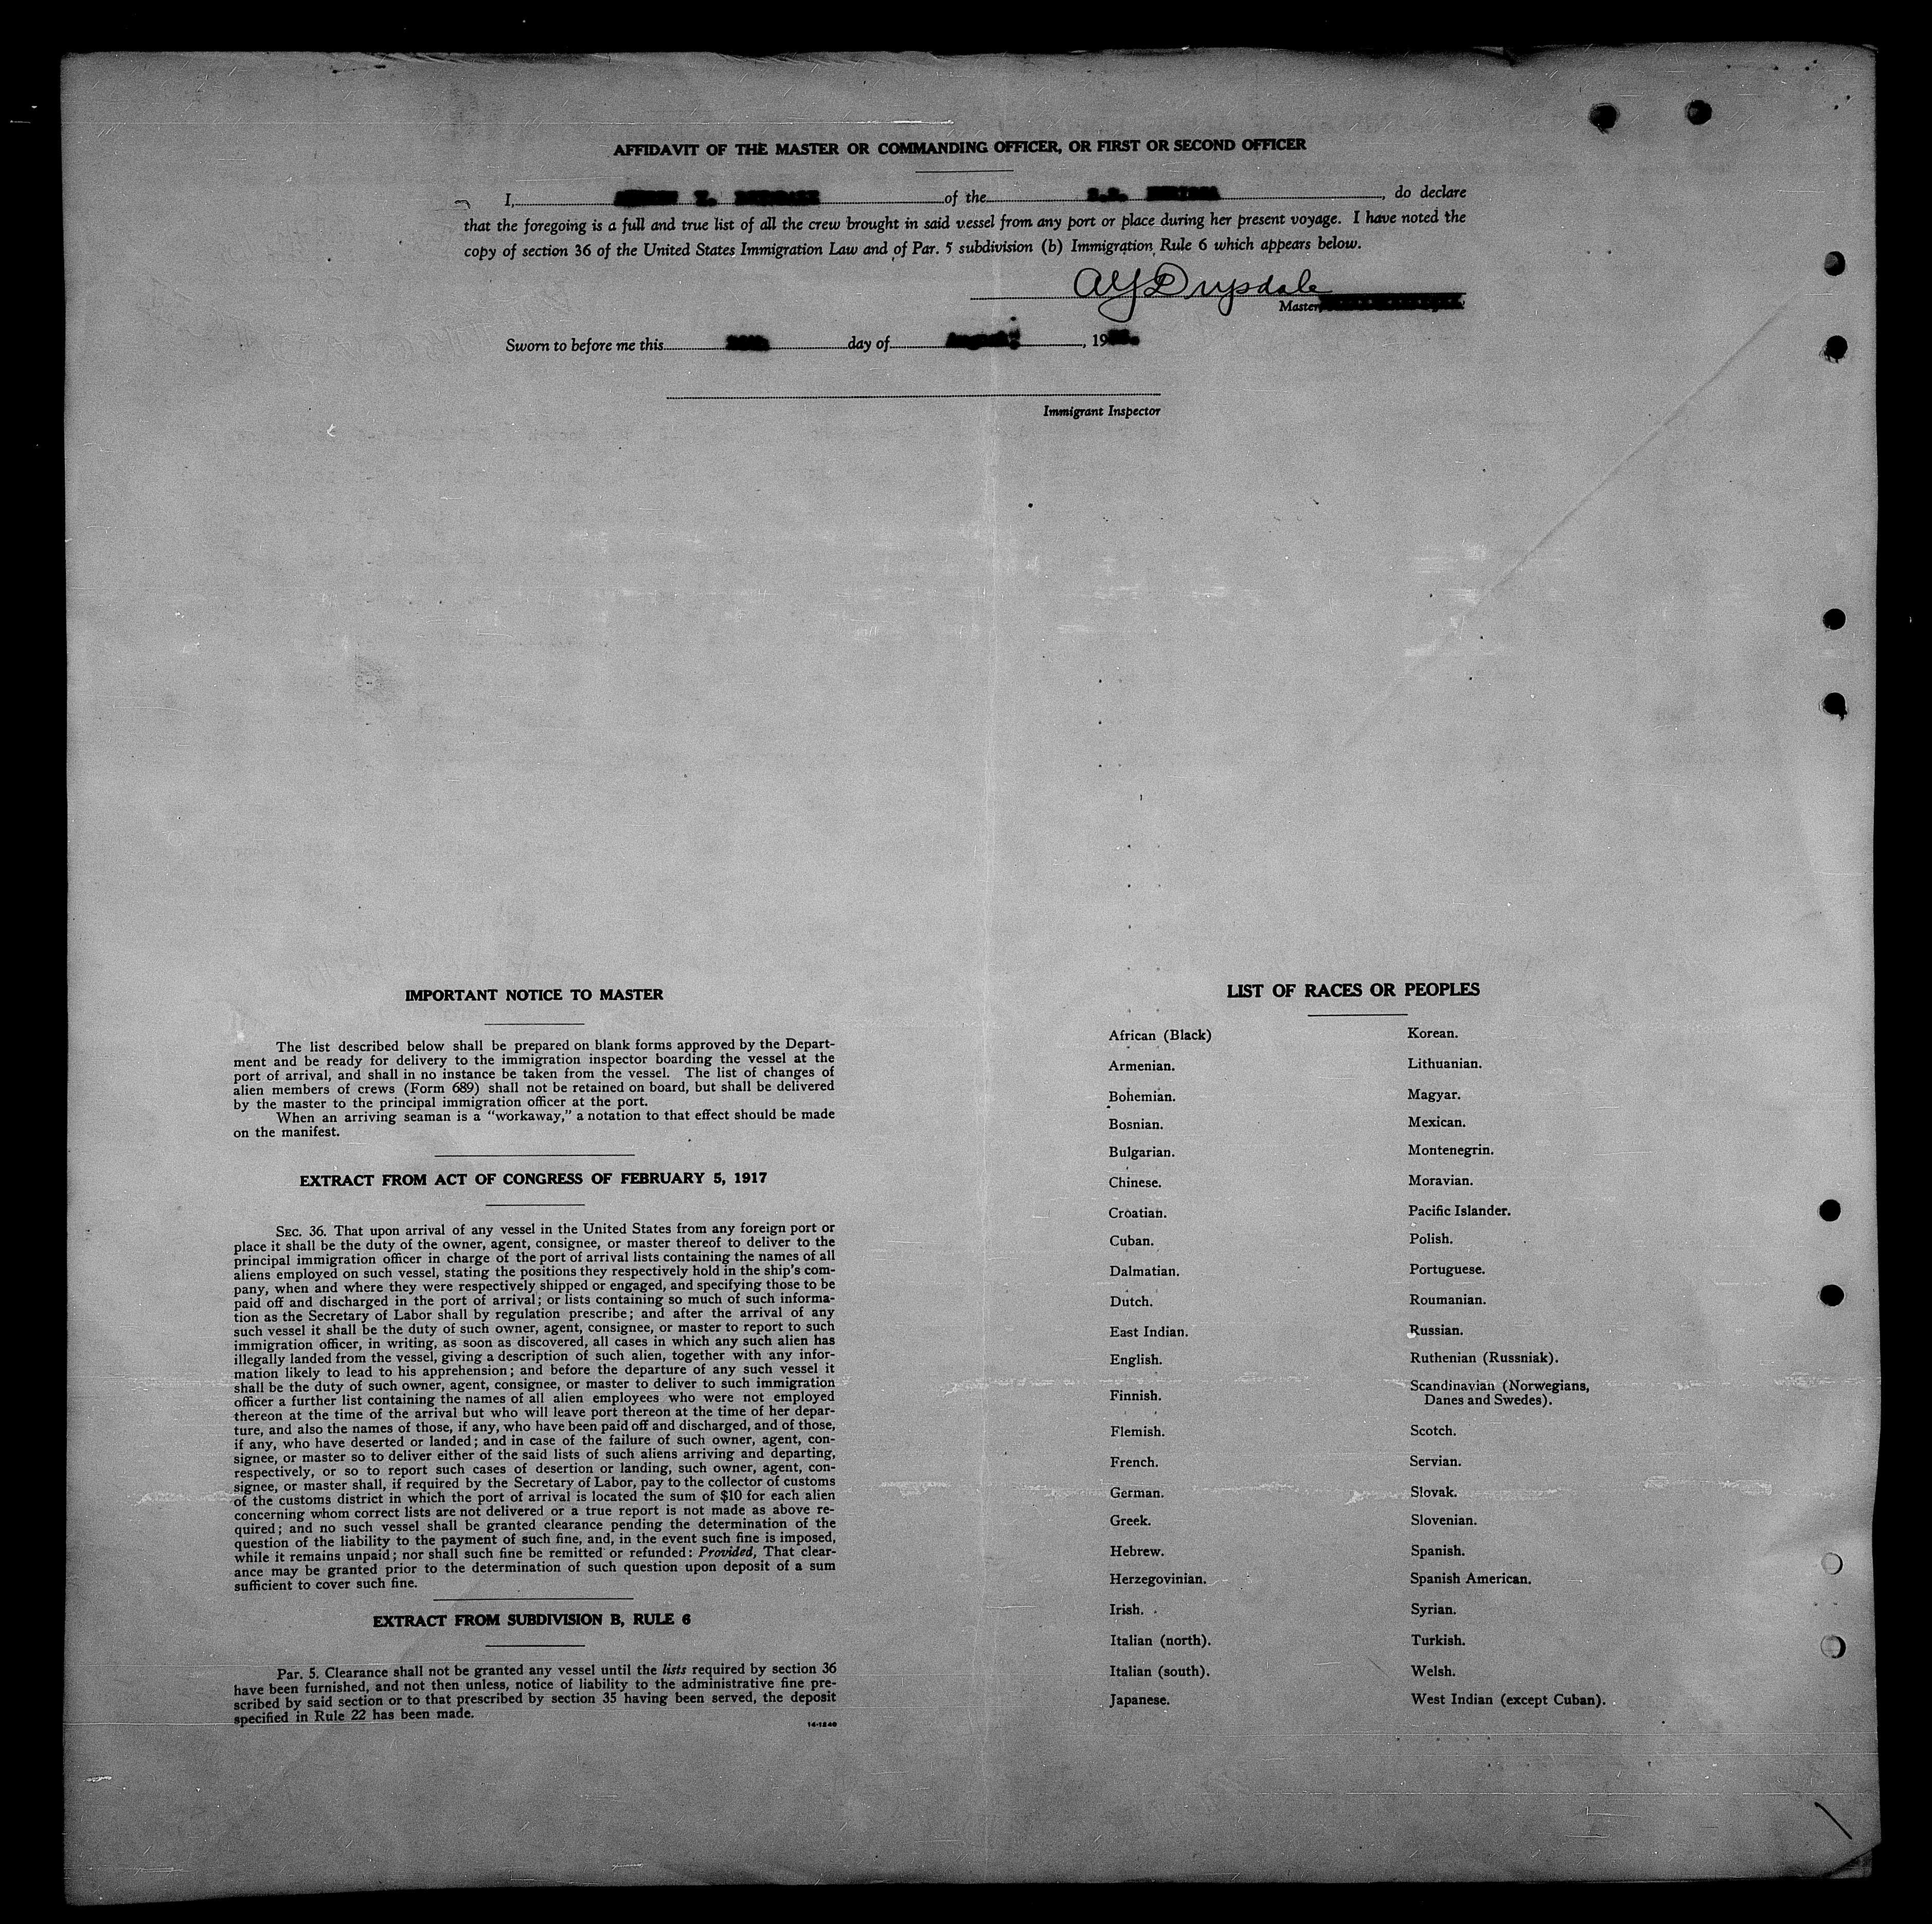 AFFIDAVIT OF THE MASTER OR COMMANDING OFFICER, OR FIRST OR SECOND OFFICER
I, of the , do declare
that the foregoing is a full and true list of all the crew brought in said vessel from any port or place during her present voyage. I have noted the
copy of section 36 of the United States Immigration Law and of Par. 5 subdivision (b) Immigration Rule 6 which appears below.
AY Drysdale
Master
Sworn to before me this day of August , 19
Immigrant Inspector
IMPORTANT NOTICE TO MASTER
The list described below shall be prepared on blank forms approved by the Depart-
ment and be ready for delivery to the immigration inspector boarding the vessel at the
port of arrival, and shall in no instance be taken from the vessel. The list of changes of
alien members of crews (Form 689) shall not be retained on board, but shall be delivered
by the master to the principal immigration officer at the port.
When an arriving seaman is a "workaway," a notation to that effect should be made
on the manifest.
EXTRACT FROM ACT OF CONGRESS OF FEBRUARY 5, 1917
SEC. 36. That upon arrival of any vessel in the United States from any foreign port or
place it shall be the duty of the owner, agent, consignee, or master thereof to deliver to the
principal immigration officer in charge of the port of arrival lists containing the names of all
aliens employed on such vessel, stating the positions they respectively hold in the ship's com-
pany, when and where they were respectively shipped or engaged, and specifying those to be
paid off and discharged in the port of arrival; or lists containing so much of such informa-
tion as the Secretary of Labor shall by regulation prescribe; and after the arrival of any
such vessel it shall be the duty of such owner, agent, consignee, or master to report to such
immigration officer, in writing, as soon as discovered, all cases in which any such alien has
illegally landed from the vessel, giving a description of such alien, together with any infor-
mation likely to lead to his apprehension; and before the departure of any such vessel it
shall be the duty of such owner, agent, consignee, or master to deliver to such immigration
officer a further list containing the names of all alien employees who were not employed
thereon at the time of the arrival but who will leave port thereon at the time of her depar-
ture, and also the names of those, if any, who have been paid off and discharged, and of those,
if any, who have deserted or landed; and in case of the failure of such owner, agent, con-
signee, or master so to deliver either of the said lists of such aliens arriving and departing,
respectively, or so to report such cases of desertion or landing, such owner, agent, con-
signee, or master shall, if required by the Secretary of Labor, pay to the collector of customs
of the customs district in which the port of arrival is located the sum of $10 for each alien
concerning whom correct lists are not delivered or a true report is not made as above re-
quired; and no such vessel shall be granted clearance pending the determination of the
question of the liability to the payment of such fine, and, in the event such fine is imposed,
while it remains unpaid; nor shall such fine be remitted or refunded: Provided, That clear-
ance may be granted prior to the determination of such question upon deposit of a sum
sufficient to cover such fine.
EXTRACT FROM SUBDIVISION B, RULE 6
Par. 5. Clearance shall not be granted any vessel until the lists required by section 36
have been furnished, and not then unless, notice of liability to the administrative fine pre-
scribed by said section or to that prescribed by section 35 having been served, the deposit
specified in Rule 22 has been made.
14-1240
LIST OF RACES OR PEOPLES
African (Black)
Armenian.
Bohemian.
Bosnian.
Bulgarian.
Chinese.
Croatian.
Cuban.
Dalmatian.
Dutch.
East Indian.
English.
Finnish.
Flemish.
French.
German.
Greek.
Hebrew.
Herzegovinian.
Irish.
Italian (north).
Italian (south).
Japanese.
Korean.
Lithuanian.
Magyar.
Mexican.
Montenegrin.
Moravian.
Pacific Islander.
Polish.
Portuguese.
Roumanian.
Russian.
Ruthenian (Russniak).
Scandinavian (Norwegians,
Danes and Swedes).
Scotch.
Servian.
Slovak.
Slovenian.
Spanish.
Spanish American.
Syrian.
Turkish.
Welsh.
West Indian (except Cuban).